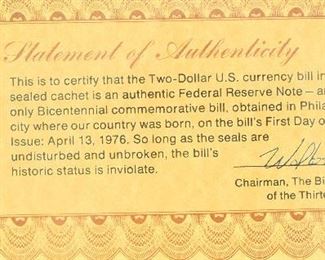 Statement of Authenticity
This is to certify that the Two-Dollar U.S. currency bill in
sealed cachet is an authentic Federal Reserve Note—a
only Bicentennial commemorative bill, obtained in Phila
city where our country was born, on the bill's First Day o
Issue: April 13, 1976. So long as the seals are
undisturbed and unbroken, the bill's
historic status is inviolate.
Chairman, The Bi
of the Thirte